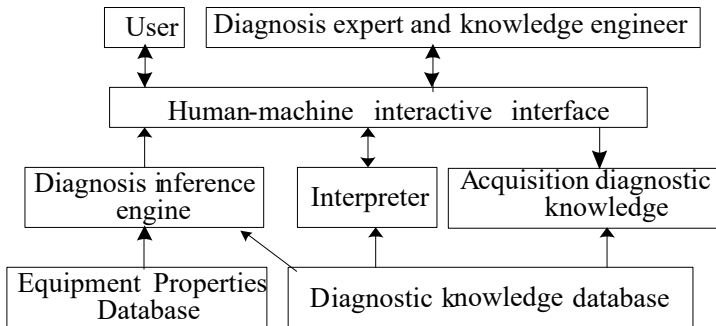 User
Diagnosis expert and knowledge engineer
Human-machine interactive interface
Diagnosis inference
engine
Interpreter
Acquisition diagnostic
knowledge
Equipment Properties
Database
Diagnostic knowledge database